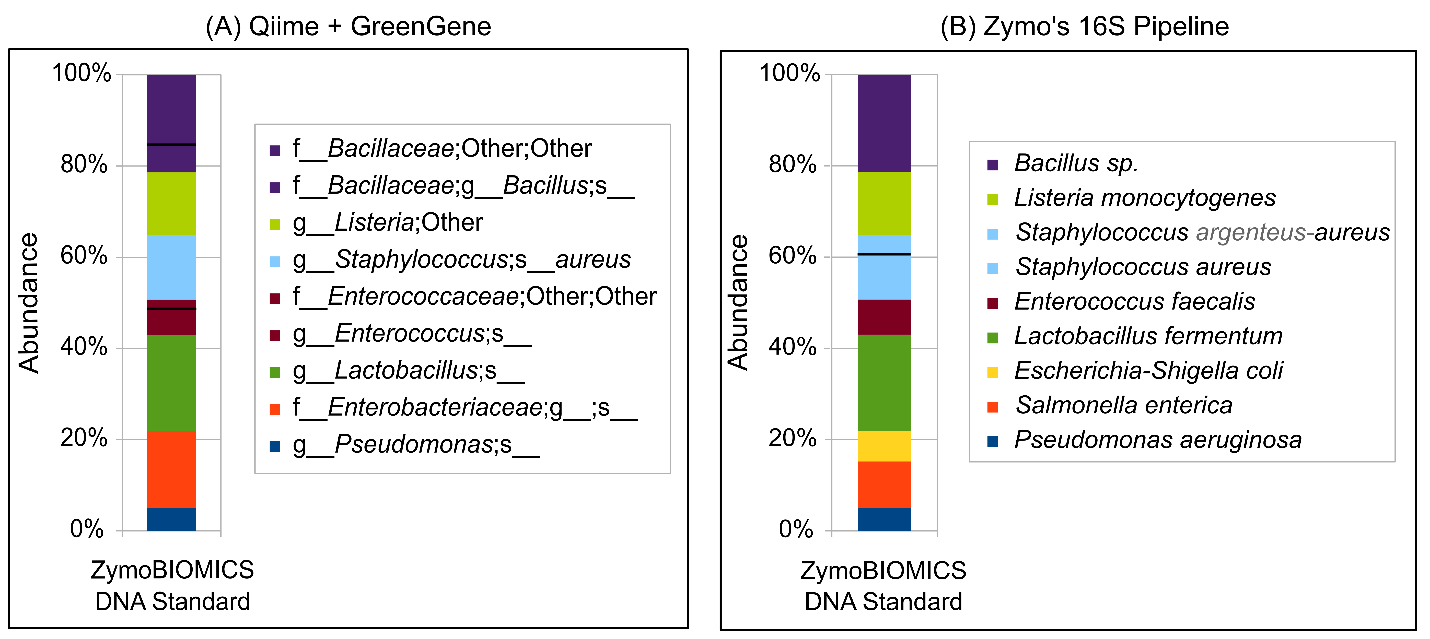 (A) Qiime + GreenGene
100%
80%
60%
40%
20%
0%
Abundance
ZymoBIOMICS
DNA Standard
f__Bacillaceae;Other;Other
f__Bacillaceae;g__Bacillus;s__
g__Listeria;Other
g__Staphylococcus;s__aureus
f__Enterococcaceae;Other;Other
g__Enterococcus;s__
g__Lactobacillus;s__
f__Enterobacteriaceae;g__;s__
g__Pseudomonas;s__
(B) Zymo's 16S Pipeline
100%
80%
60%
40%
20%
0%
Abundance
ZymoBIOMICS
DNA Standard
Bacillus sp.
Listeria monocytogenes
Staphylococcus argenteus-aureus
Staphylococcus aureus
Enterococcus faecalis
Lactobacillus fermentum
Escherichia-Shigella coli
Salmonella enterica
Pseudomonas aeruginosa